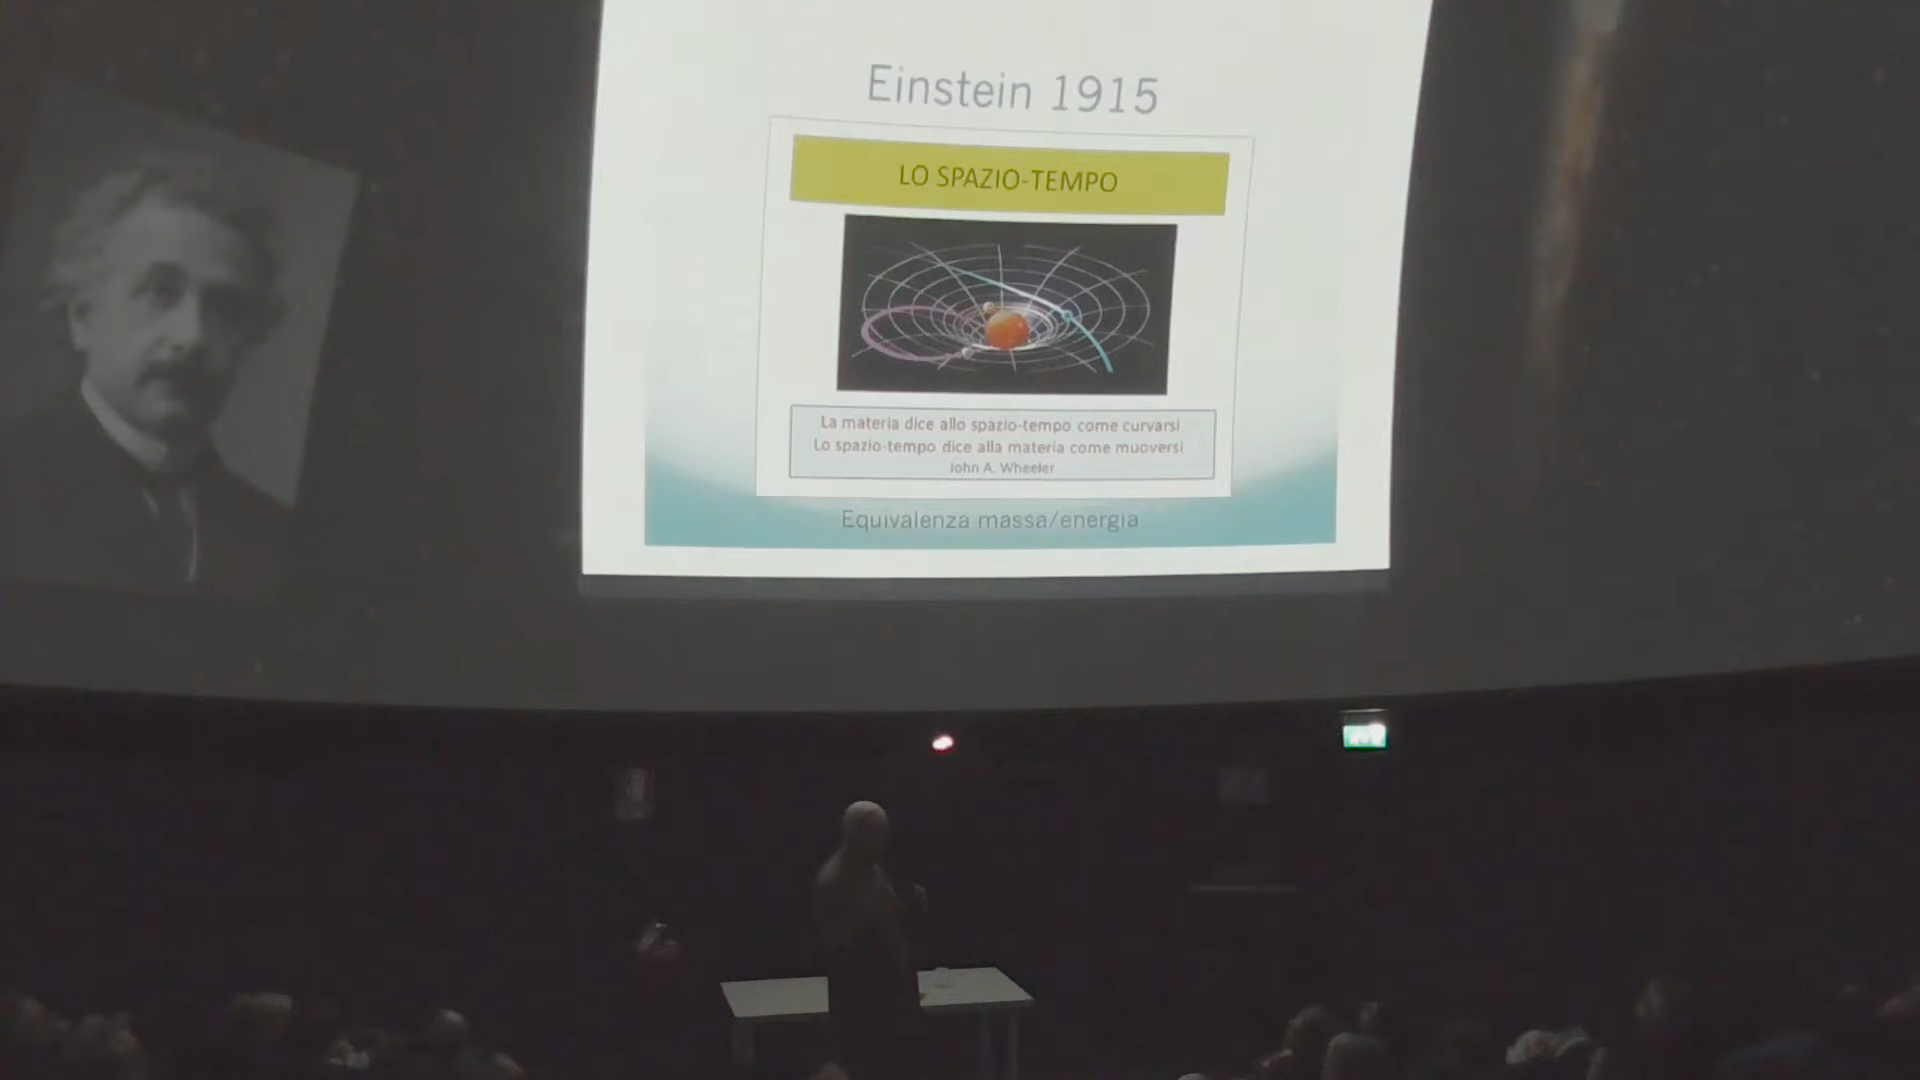 Einstein 1915
LO SPAZIO-TEMPO
La materia dice allo spazio-tempo come curvarsi
Lo spazio-tempo dice alla materia come muoversi
John A. Wheeler
Equivalenza massa/energia